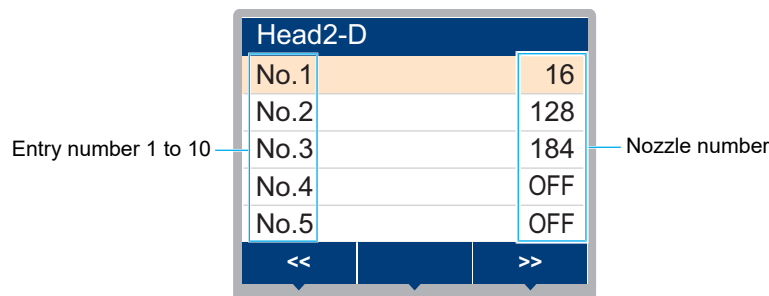 Head2-D
No.1 16
No.2 128
Entry number 1 to 10 No.3 184 Nozzle number
No.4 OFF
No.5 OFF
<< >>